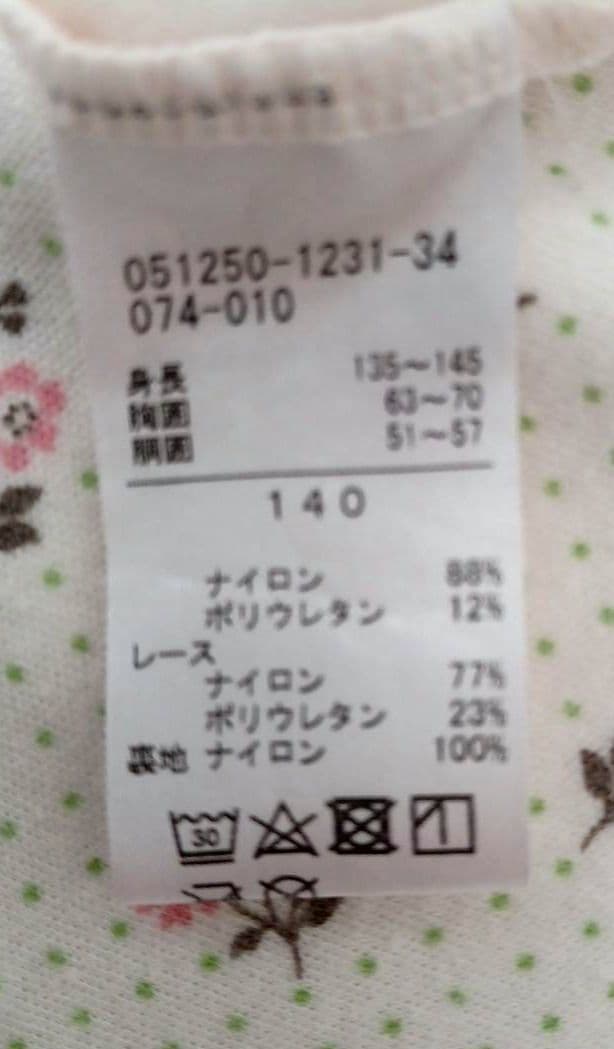 051250-1231-34
074-010
身長 135～145
胸囲 63～70
胴囲 51～57
140
ナイロン 88%
ポリウレタン 12%
レース
ナイロン 77%
ポリウレタン 23%
裏地 ナイロン 100%
30